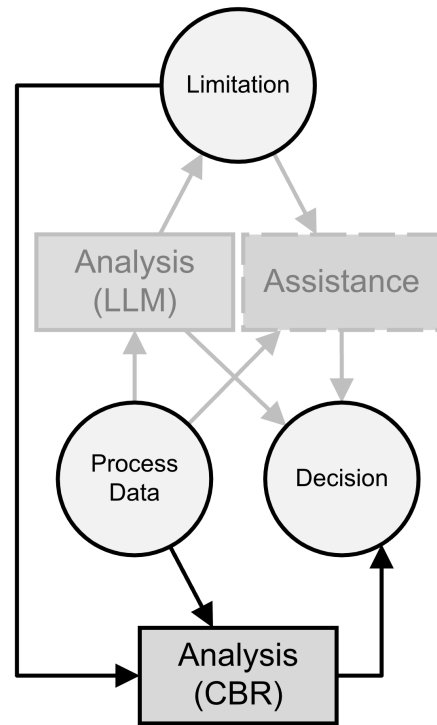 Limitation
Analysis
(LLM)
Assistance
Process
Data
Decision
Analysis
(CBR)